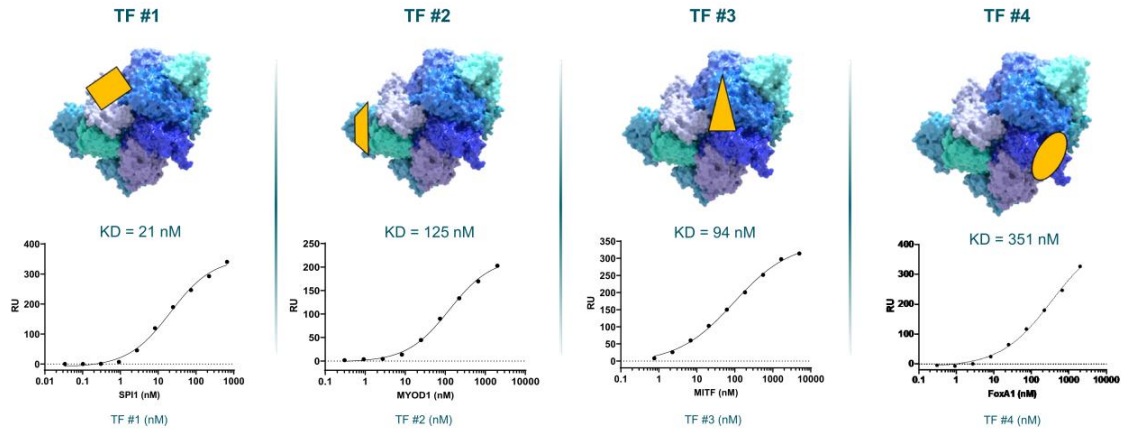 TF #1
TF #2
TF #3
TF #4
KD = 21 nM
KD = 125 nM
KD = 94 nM
KD = 351 nM
400
300
200
100
0
RU
0.01 0.1 1 10 100 1000
SPI1 (nM)
TF #1 (nM)
250
200
150
100
50
0
RU
0.1 1 10 100 1000 10000
MYOD1 (nM)
TF #2 (nM)
350
300
250
200
150
100
50
0
RU
0.1 1 10 100 1000 10000
MITF (nM)
TF #3 (nM)
400
300
200
100
0
RU
0.1 1 10 100 1000 10000
FoxA1 (nM)
TF #4 (nM)